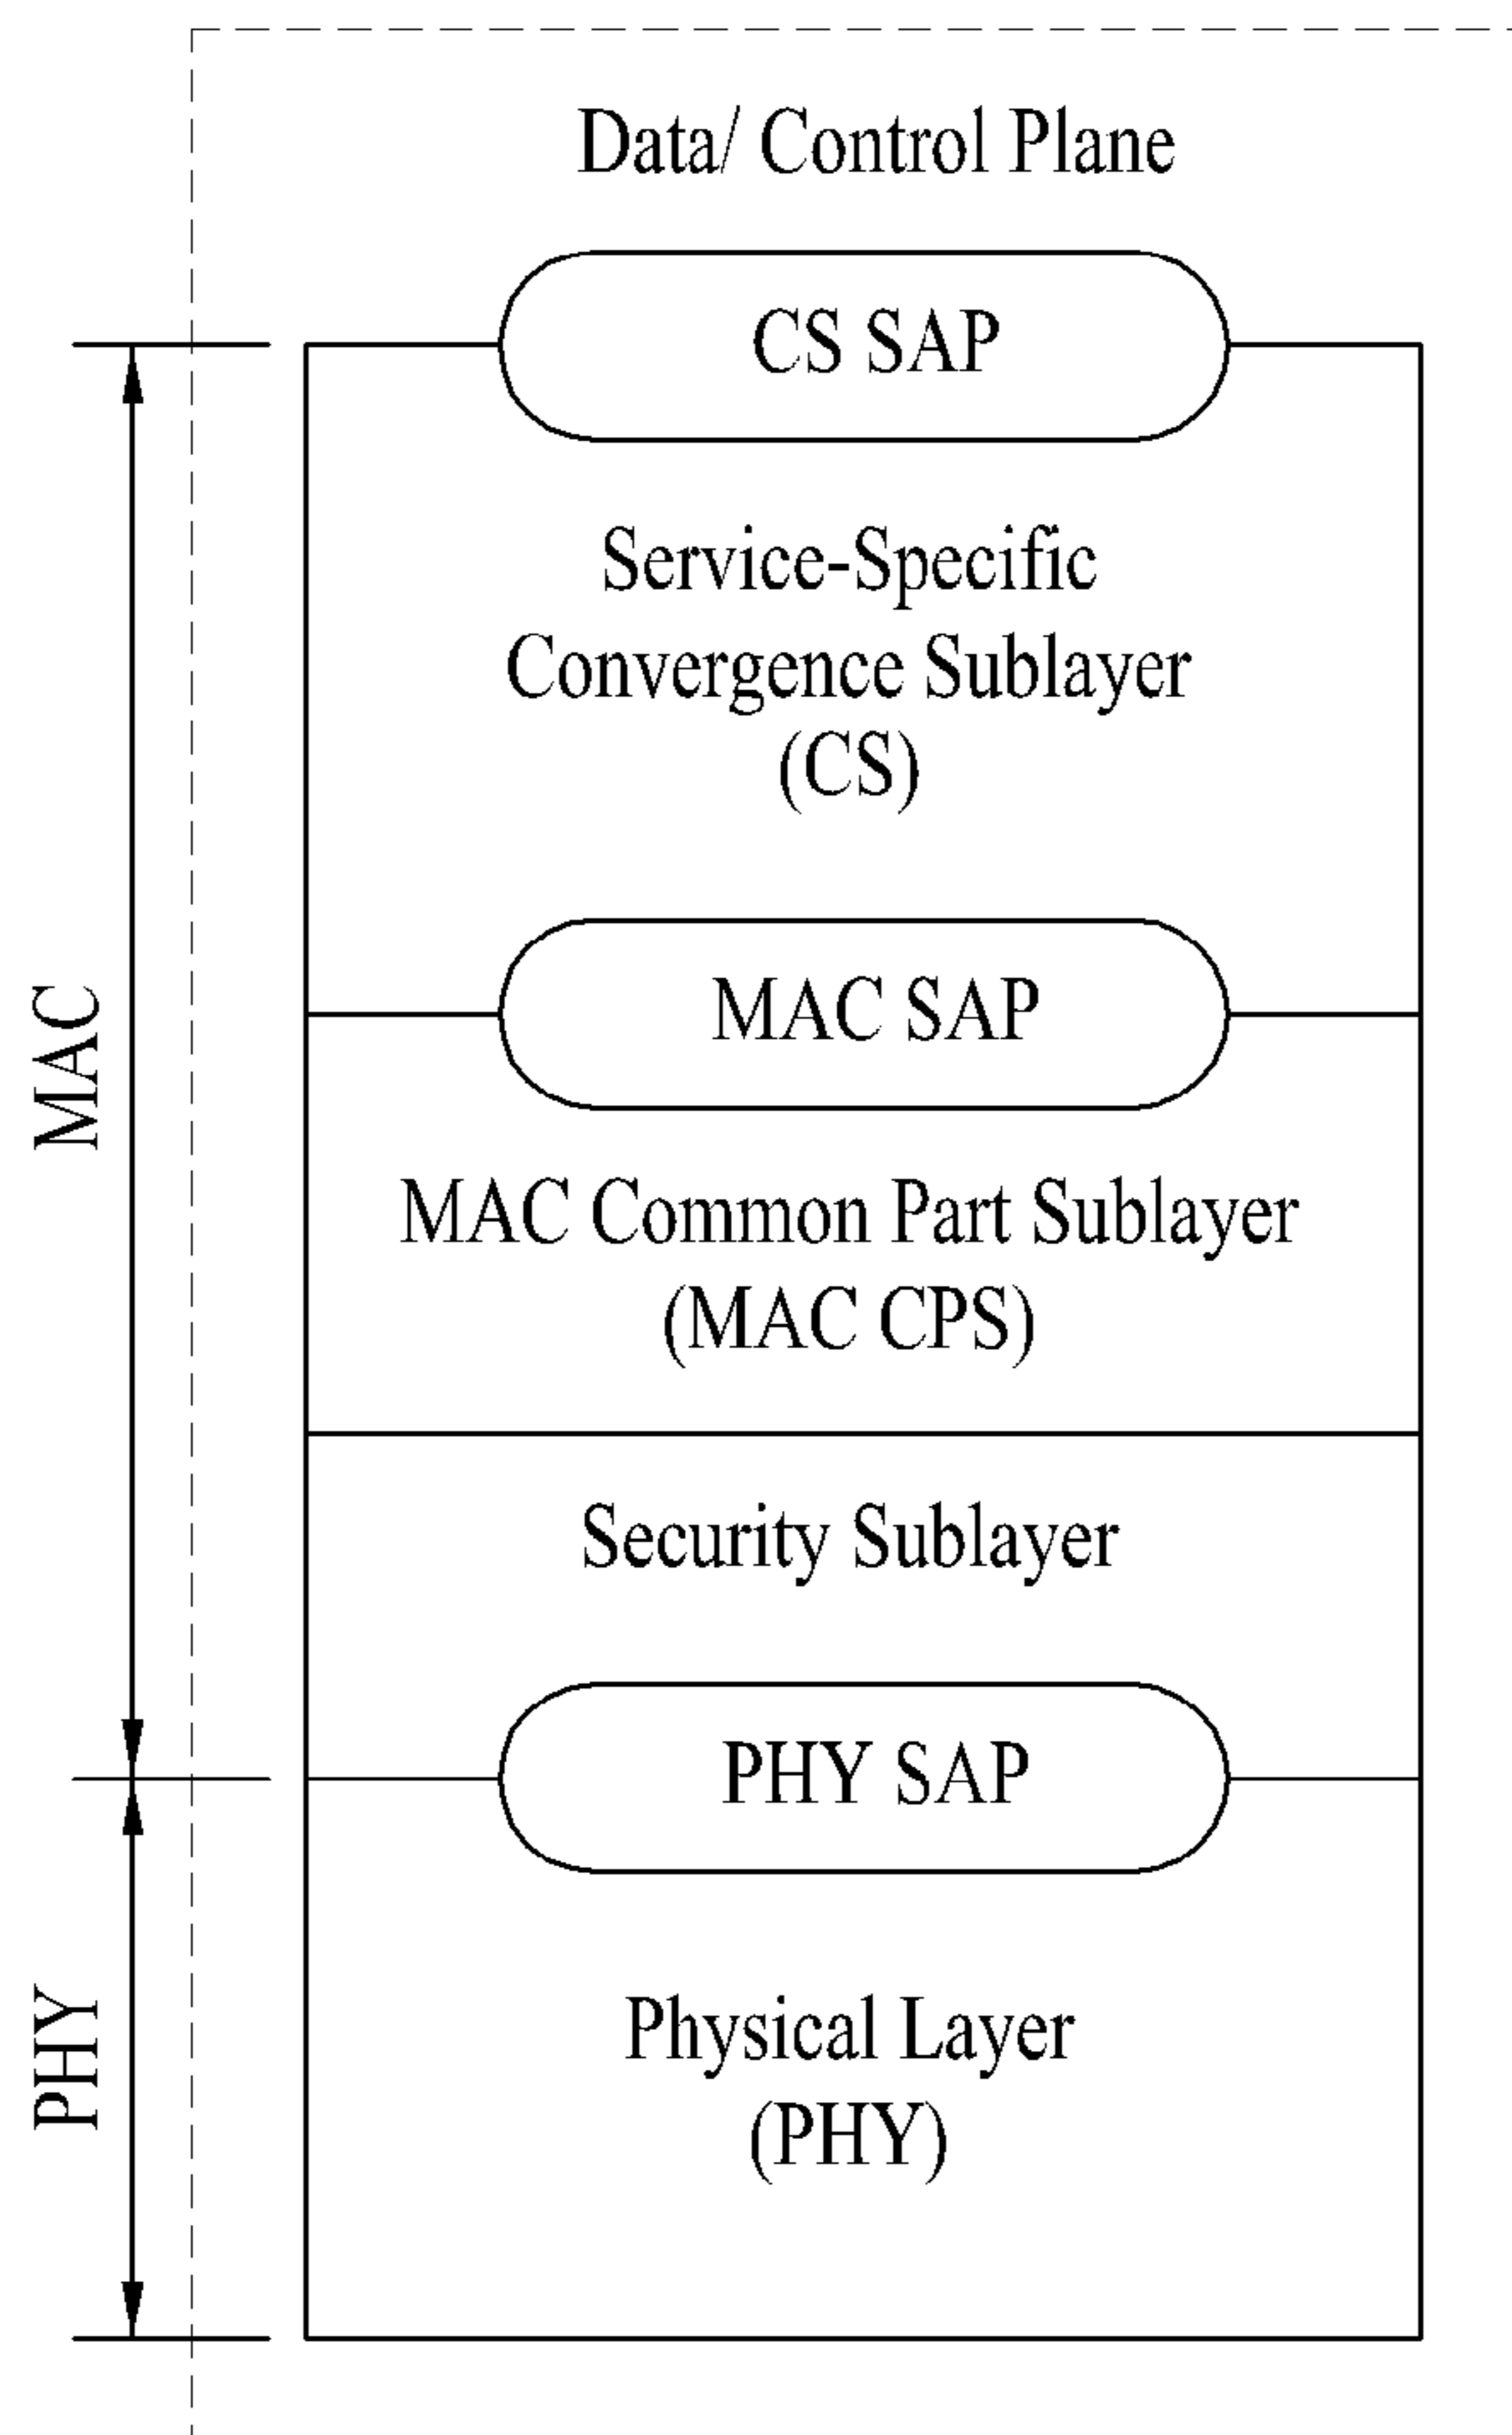 Data/ Control Plane
CS SAP
Service-Specific
Convergence Sublayer
(CS)
MAC SAP
MAC
MAC Common Part Sublayer
(MAC CPS)
Security Sublayer
PHY SAP
Physical Layer
(PHY)
PHY